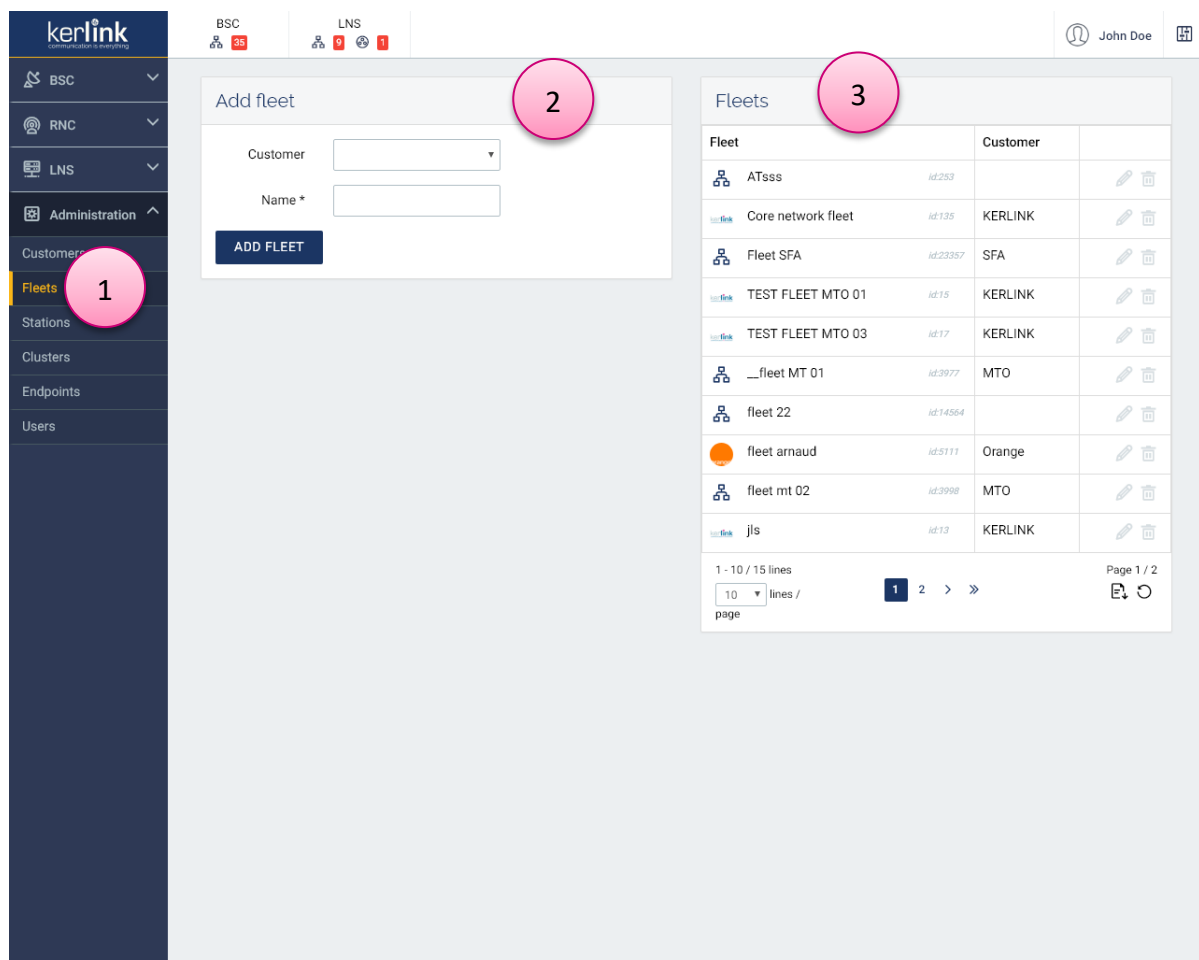 kerlink
communication is everything
BSC
35
LNS
9 1
John Doe
BSC
RNC
LNS
Administration
Customers
Fleets
Stations
Clusters
Endpoints
Users
1
Add fleet
2
Customer
Name *
ADD FLEET
Fleets
3
Fleet Customer
ATsss id:253
kerlink Core network fleet id:135 KERLINK
Fleet SFA id:23357 SFA
kerlink TEST FLEET MTO 01 id:15 KERLINK
kerlink TEST FLEET MTO 03 id:17 KERLINK
__fleet MT 01 id:3977 MTO
fleet 22 id:14564
fleet arnaud id:5111 Orange
fleet mt 02 id:3998 MTO
kerlink jls id:13 KERLINK
1 - 10 / 15 lines
10 lines /
page
1 2
Page 1 / 2